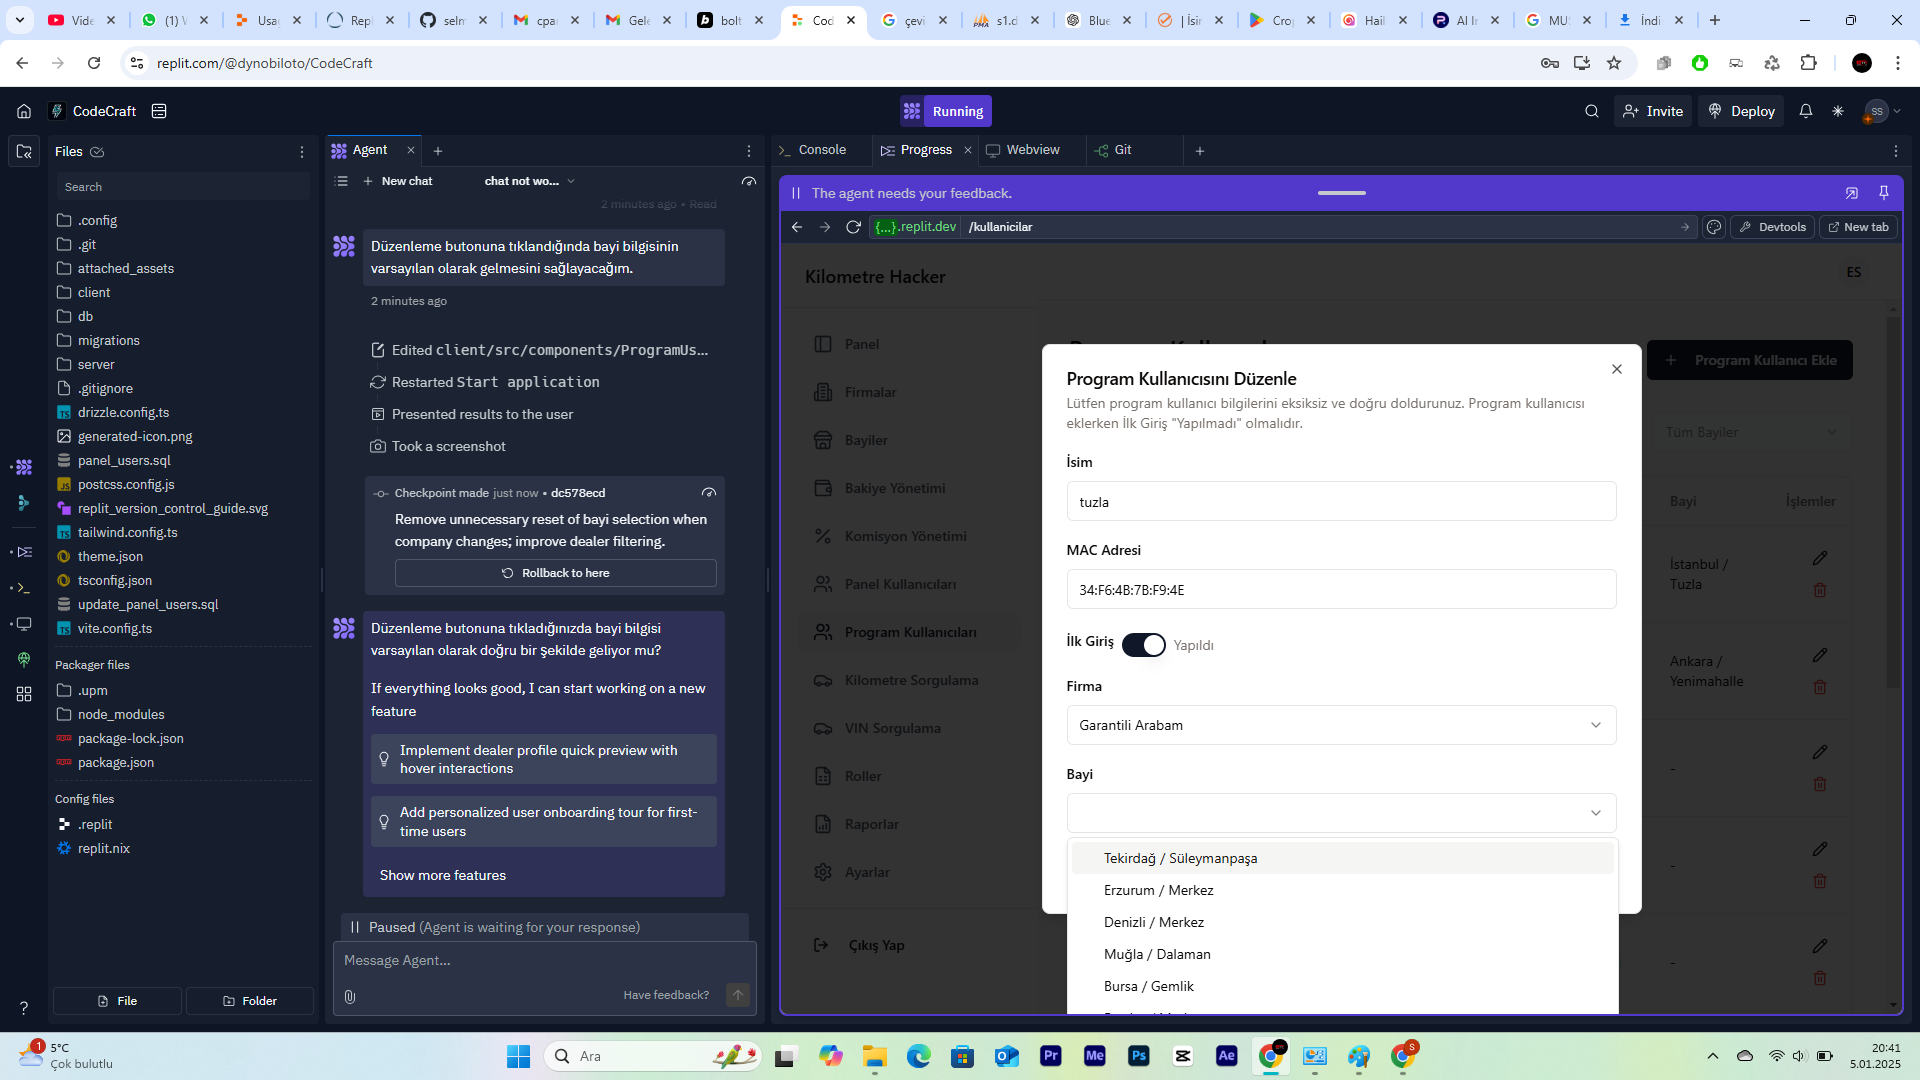 Vide
(1) W
Usag
Repl
selm
cpa
Gele
bolt
Cod
çevi
s1.d
Blue
| İsir
Crop
Hail
AI Ir
MUS
İndi
replit.com/@dynobiloto/CodeCraft
CodeCraft
Running
Invite
Deploy
SS
Files
Agent
Console
Progress
Webview
Git
Search
New chat
chat not wo...
2 minutes ago • Read
The agent needs your feedback.
{...}.replit.dev
/kullanicilar
Devtools
New tab
.config
.git
attached_assets
client
db
migrations
server
.gitignore
drizzle.config.ts
generated-icon.png
panel_users.sql
postcss.config.js
replit_version_control_guide.svg
tailwind.config.ts
theme.json
tsconfig.json
update_panel_users.sql
vite.config.ts
Packager files
.upm
node_modules
package-lock.json
package.json
Config files
.replit
replit.nix
File
Folder
Düzenleme butonuna tıklandığında bayi bilgisinin
varsayılan olarak gelmesini sağlayacağım.
2 minutes ago
Edited client/src/components/ProgramUs...
Restarted Start application
Presented results to the user
Took a screenshot
Checkpoint made just now • dc578ecd
Remove unnecessary reset of bayi selection when
company changes; improve dealer filtering.
Rollback to here
Düzenleme butonuna tıkladığınızda bayi bilgisi
varsayılan olarak doğru bir şekilde geliyor mu?
If everything looks good, I can start working on a new
feature
Implement dealer profile quick preview with
hover interactions
Add personalized user onboarding tour for first-
time users
Show more features
Paused (Agent is waiting for your response)
Message Agent...
Have feedback?
Kilometre Hacker
ES
Panel
Firmalar
Bayiler
Bakiye Yönetimi
Komisyon Yönetimi
Panel Kullanıcıları
Program Kullanıcıları
Kilometre Sorgulama
VIN Sorgulama
Roller
Raporlar
Ayarlar
Çıkış Yap
Program Kullanıcı Ekle
Tüm Bayiler
Bayi
İşlemler
İstanbul /
Tuzla
Ankara /
Yenimahalle
-
-
-
Program Kullanıcısını Düzenle
Lütfen program kullanıcı bilgilerini eksiksiz ve doğru doldurunuz. Program kullanıcısı
eklerken İlk Giriş "Yapılmadı" olmalıdır.
İsim
tuzla
MAC Adresi
34:F6:4B:7B:F9:4E
İlk Giriş
Yapıldı
Firma
Garantili Arabam
Bayi
Tekirdağ / Süleymanpaşa
Erzurum / Merkez
Denizli / Merkez
Muğla / Dalaman
Bursa / Gemlik
1
5°C
Çok bulutlu
Ara
Pr
Me
Ps
Ae
S
20:41
5.01.2025